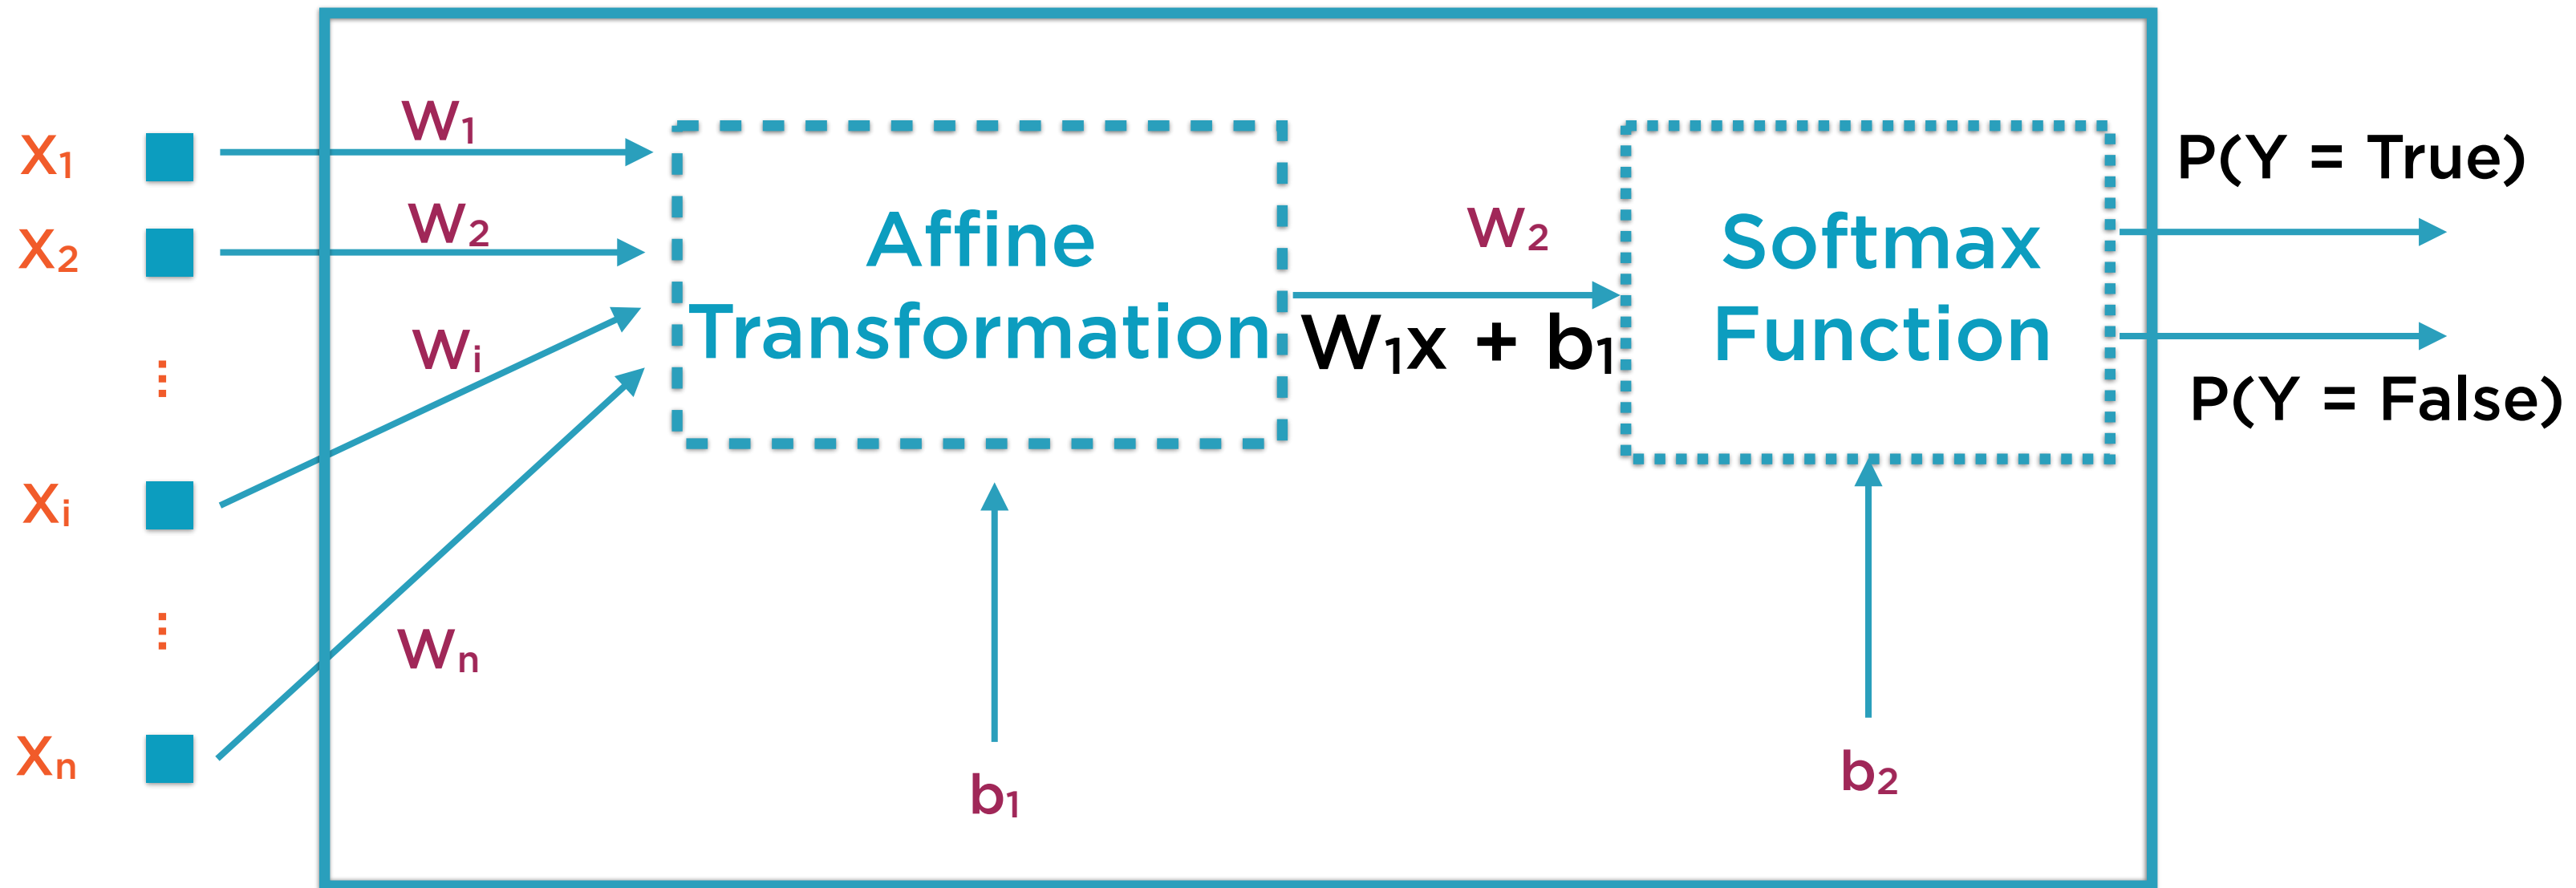 X₁
W₁
X₂
W₂
⋮
Wᵢ
Xᵢ
⋮
Wₙ
Xₙ
Affine
Transformation
b₁
W₂
W₁x + b₁
Softmax
Function
b₂
P(Y = True)
P(Y = False)